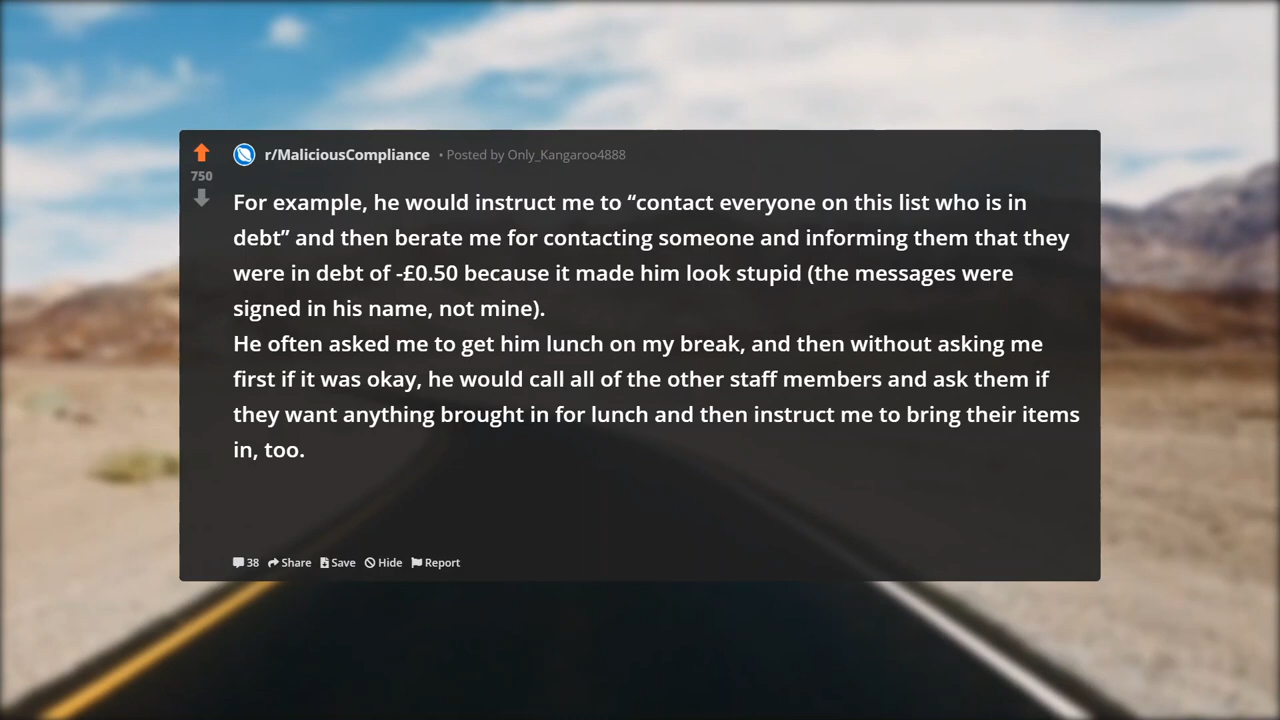 r/MaliciousCompliance • Posted by Only_Kangaroo4888
750
For example, he would instruct me to “contact everyone on this list who is in
debt” and then berate me for contacting someone and informing them that they
were in debt of -£0.50 because it made him look stupid (the messages were
signed in his name, not mine).
He often asked me to get him lunch on my break, and then without asking me
first if it was okay, he would call all of the other staff members and ask them if
they want anything brought in for lunch and then instruct me to bring their items
in, too.
38 Share Save Hide Report